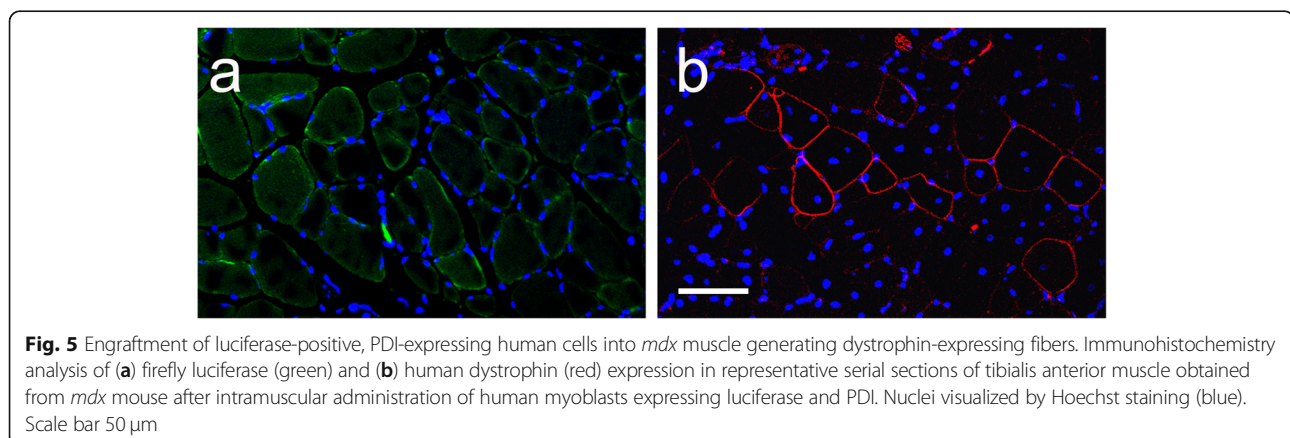 a
b
Fig. 5 Engraftment of luciferase-positive, PDI-expressing human cells into mdx muscle generating dystrophin-expressing fibers. Immunohistochemistry
analysis of (a) firefly luciferase (green) and (b) human dystrophin (red) expression in representative serial sections of tibialis anterior muscle obtained
from mdx mouse after intramuscular administration of human myoblasts expressing luciferase and PDI. Nuclei visualized by Hoechst staining (blue).
Scale bar 50 μm